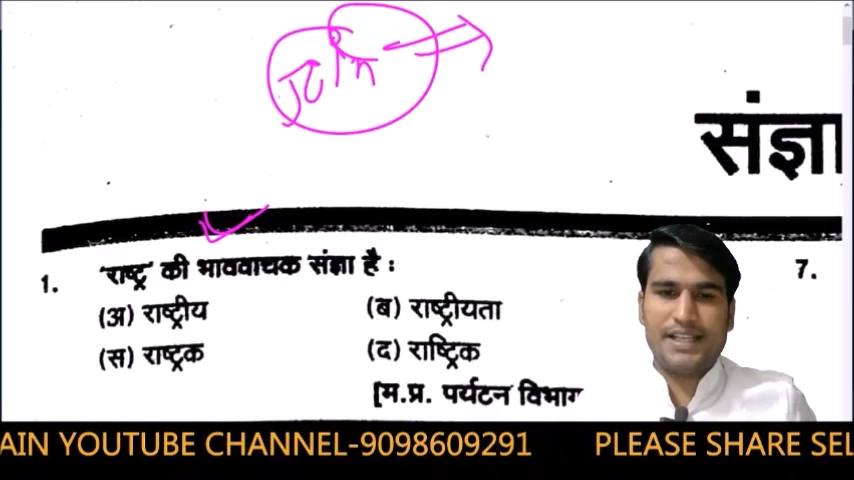 संज्ञा
1. 'राष्ट्र' की भाववाचक संज्ञा है :
7.
(अ) राष्ट्रीय (ब) राष्ट्रीयता
(स) राष्ट्रक (द) राष्ट्रिक
[म.प्र. पर्यटन विभाग
AIN YOUTUBE CHANNEL-9098609291 PLEASE SHARE SEL